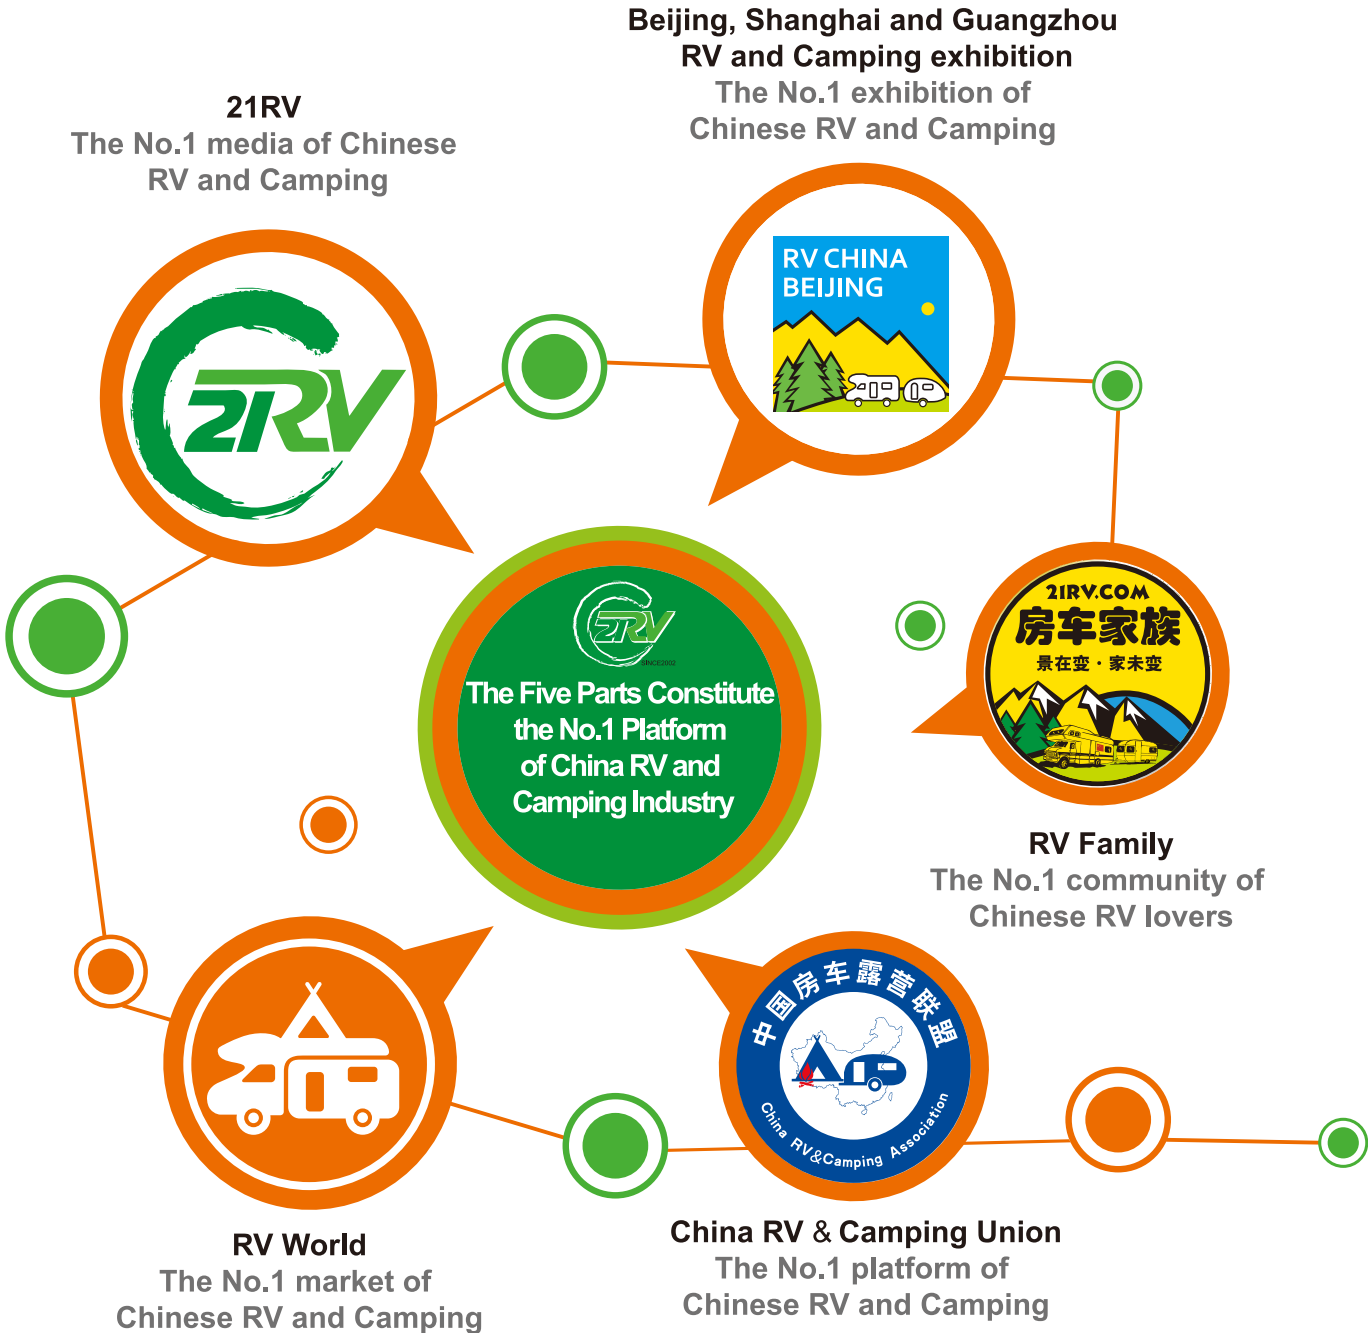 Beijing, Shanghai and Guangzhou
RV and Camping exhibition
The No.1 exhibition of
Chinese RV and Camping
21RV
The No.1 media of Chinese
RV and Camping
21RV
RV CHINA
BEIJING
21RV
SINCE2002
The Five Parts Constitute
the No.1 Platform
of China RV and
Camping Industry
21RV.COM
房车家族
景在变·家未变
RV Family
The No.1 community of
Chinese RV lovers
中国房车露营联盟
China RV&Camping Association
RV World
The No.1 market of
Chinese RV and Camping
China RV & Camping Union
The No.1 platform of
Chinese RV and Camping